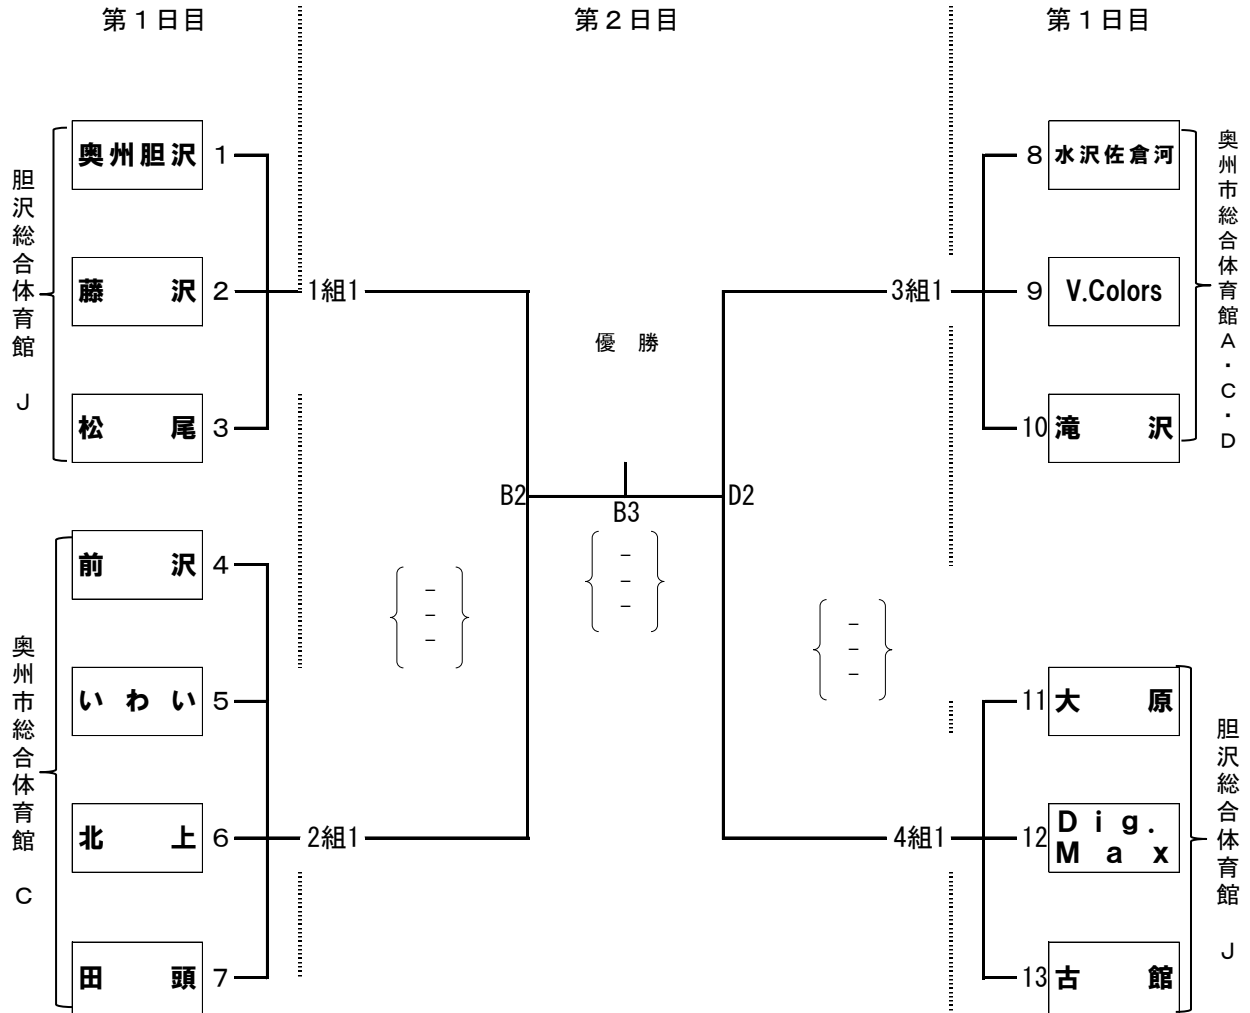 第１日目
第２日目
第１日目
胆沢総合体育館　Ｊ
奥州胆沢 1
藤沢 2
松尾 3
1組1
奥州市総合体育館　Ｃ
前沢 4
いわい 5
北上 6
田頭 7
2組1
優　勝
B2
B3
D2
-
-
-
-
-
-
-
-
-
3組1
8 水沢佐倉河
9 V.Colors
10 滝沢
奥州市総合体育館Ａ・Ｃ・Ｄ
4組1
11 大原
12 Dig.
Max
13 古館
胆沢総合体育館　Ｊ